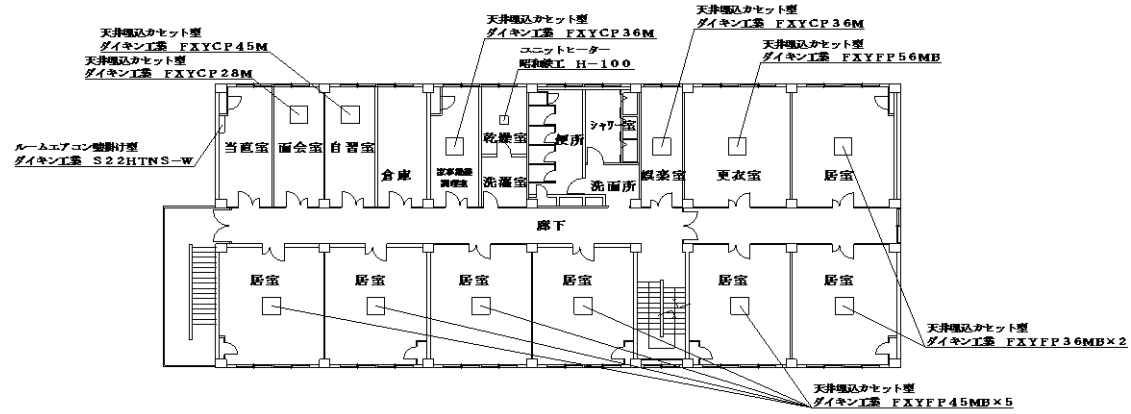 天井埋込カセット型
ダイキン工業 FXYCP36M
天井埋込カセット型
ダイキン工業 FXYCP45M
天井埋込カセット型
ダイキン工業 FXYCP36M
ユニットヒーター
昭和鉄工 H-100
天井埋込カセット型
ダイキン工業 FXYFP56MB
天井埋込カセット型
ダイキン工業 FXYCP28M
ルームエアコン壁掛け型
ダイキン工業 S22HTNS-W
当直室
面会室
自習室
倉庫
調理室
乾燥室
洗濯室
便所
シャワー室
洗面所
娯楽室
更衣室
居室
廊下
居室
居室
居室
居室
居室
居室
天井埋込カセット型
ダイキン工業 FXYFP36MB×2
天井埋込カセット型
ダイキン工業 FXYFP45MB×5